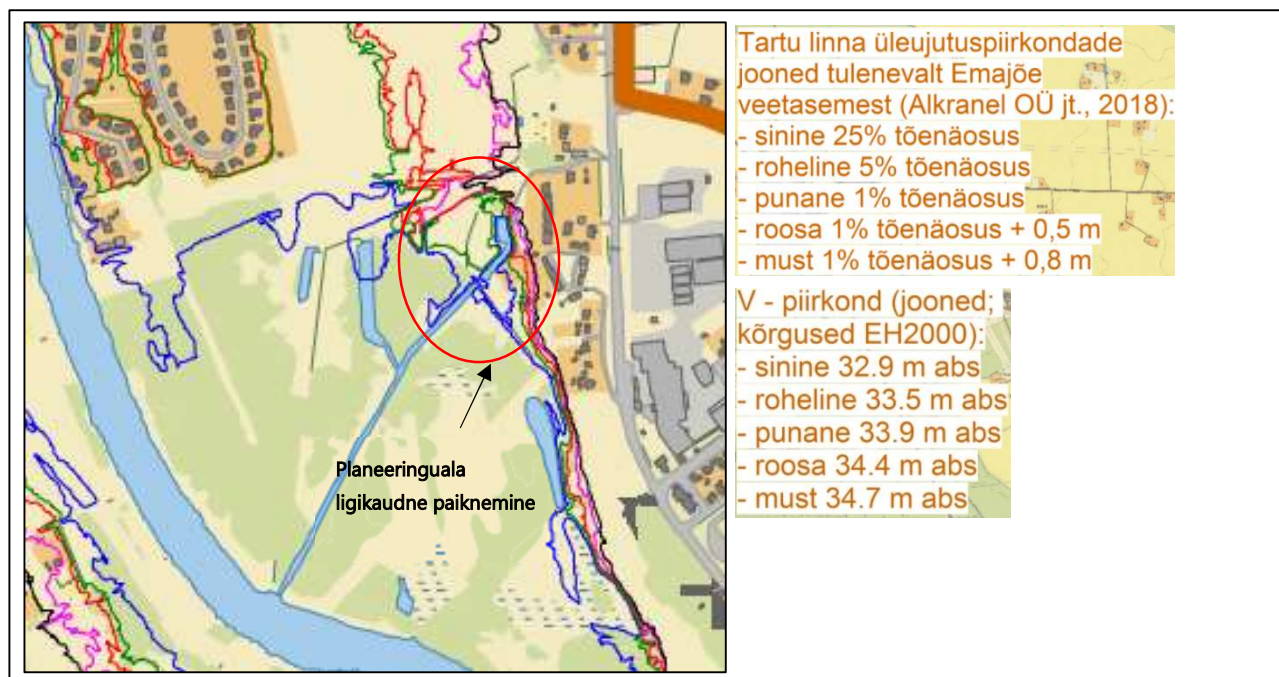 Planeeringuala
ligikaudne paiknemine
Tartu linna üleujutuspiirkondade
jooned tulenevalt Emajõe
veetasemest (Alkranel OÜ jt., 2018):
- sinine 25% tõenäosus
- roheline 5% tõenäosus
- punane 1% tõenäosus
- roosa 1% tõenäosus + 0,5 m
- must 1% tõenäosus + 0,8 m
V - piirkond (jooned;
kõrgused EH2000):
- sinine 32.9 m abs
- roheline 33.5 m abs
- punane 33.9 m abs
- roosa 34.4 m abs
- must 34.7 m abs